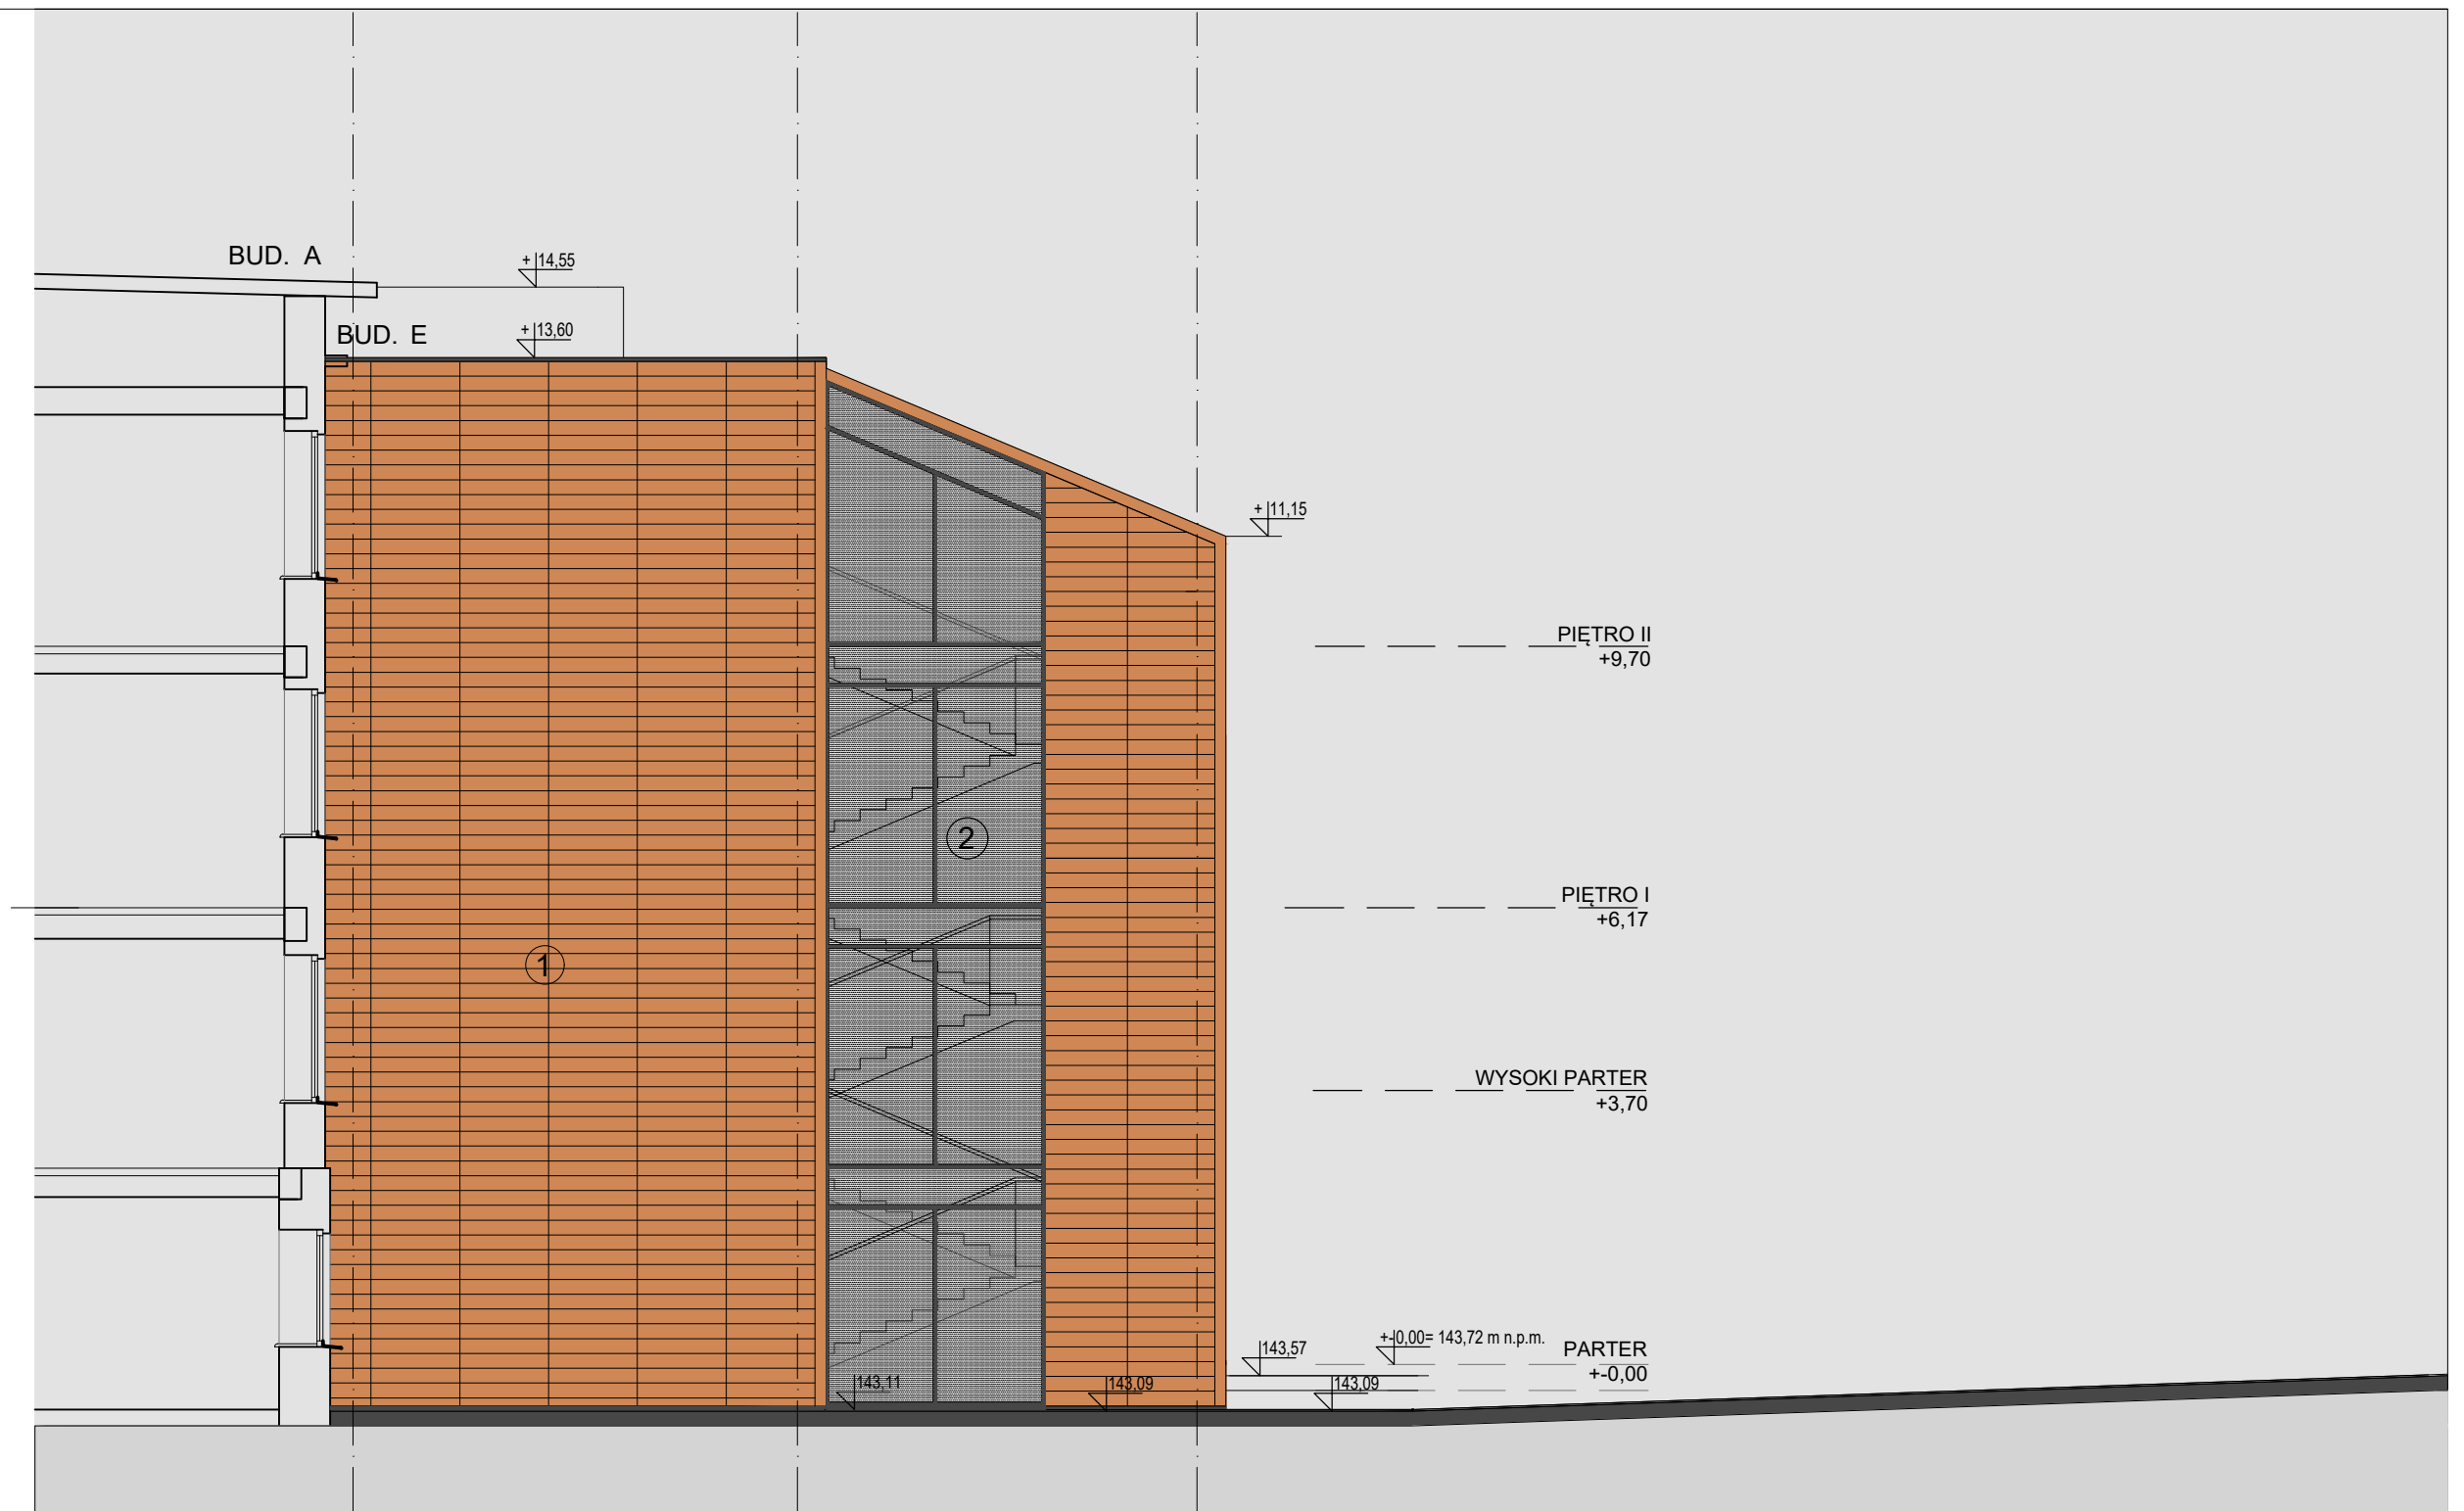 BUD. A
+ 14,55
BUD. E
+ 13,60
+ 11,15
PIĘTRO II
+9,70
2
PIĘTRO I
+6,17
1
WYSOKI PARTER
+3,70
+-0,00= 143,72 m n.p.m.
143,57
PARTER
+-0,00
143,11
143,09
143,09